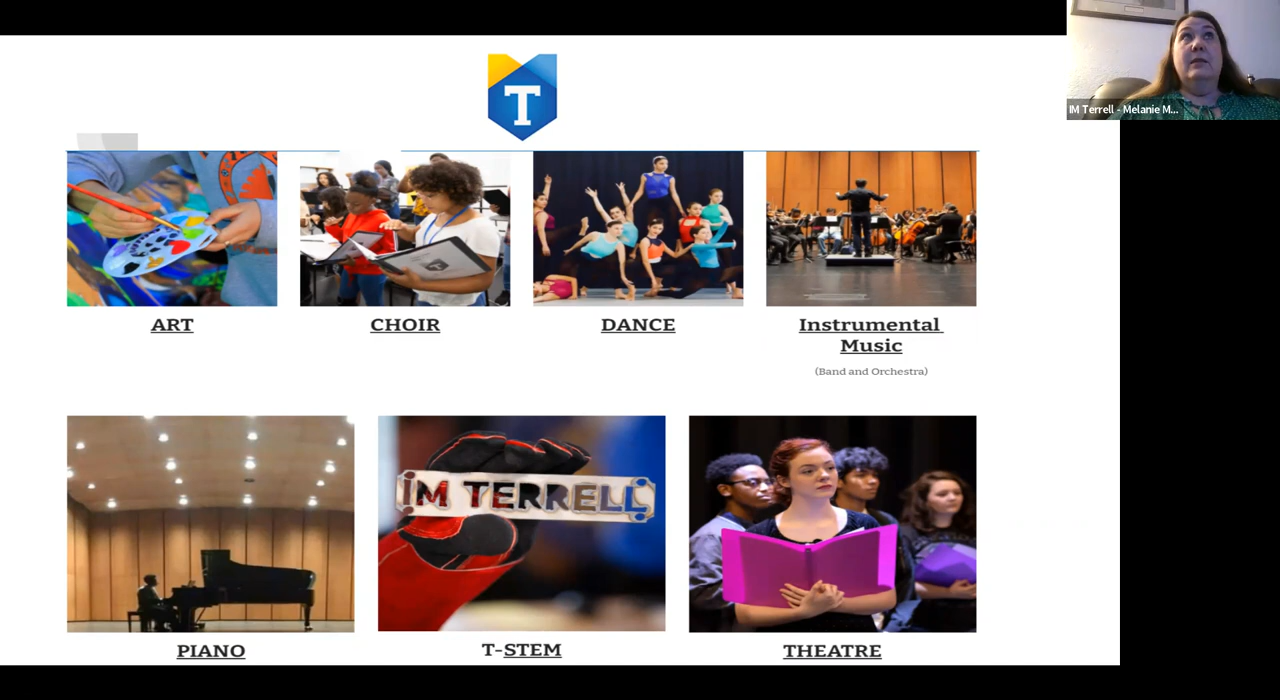 T
IM Terrell - Melanie M...
ART
CHOIR
DANCE
Instrumental
Music
(Band and Orchestra)
IM TERRELL
PIANO
T-STEM
THEATRE